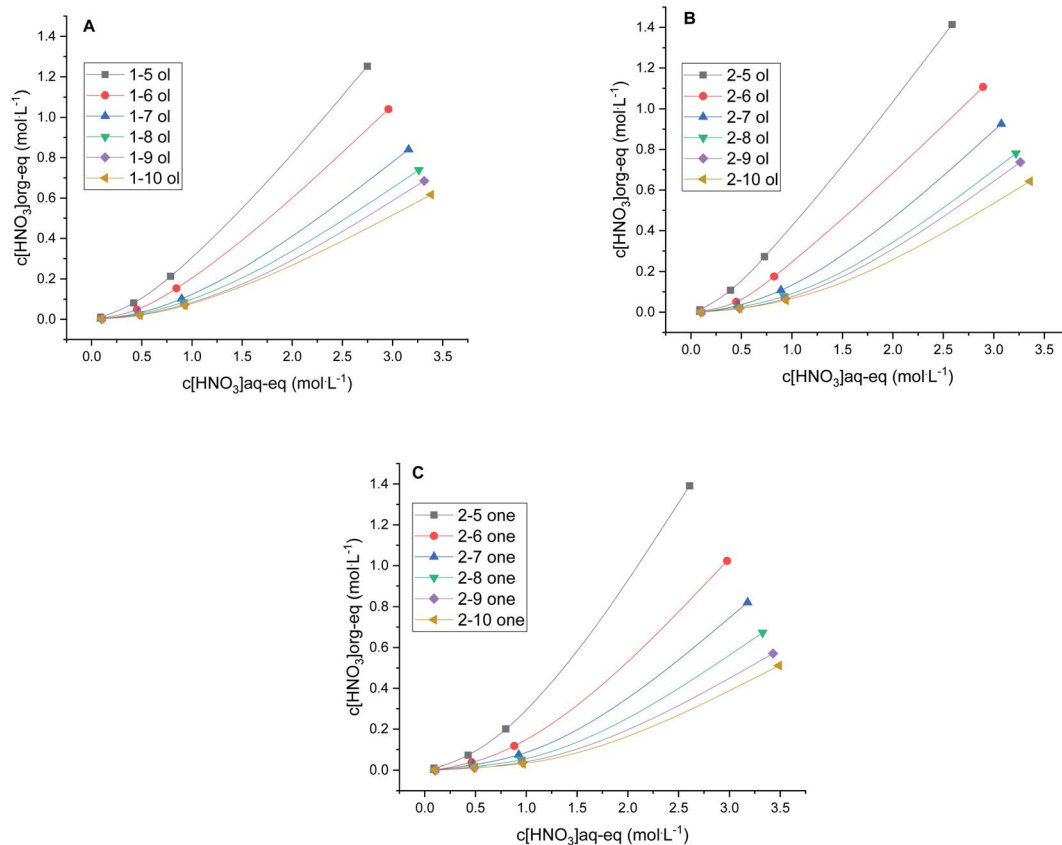 A
1-5 ol
1-6 ol
1-7 ol
1-8 ol
1-9 ol
1-10 ol
1.4
1.2
1.0
0.8
0.6
0.4
0.2
0.0
c[HNO₃]org-eq (mol·L⁻¹)
0.0 0.5 1.0 1.5 2.0 2.5 3.0 3.5
c[HNO₃]aq-eq (mol·L⁻¹)
B
2-5 ol
2-6 ol
2-7 ol
2-8 ol
2-9 ol
2-10 ol
1.4
1.2
1.0
0.8
0.6
0.4
0.2
0.0
c[HNO₃]org-eq (mol·L⁻¹)
0.0 0.5 1.0 1.5 2.0 2.5 3.0 3.5
c[HNO₃]aq-eq (mol·L⁻¹)
C
2-5 one
2-6 one
2-7 one
2-8 one
2-9 one
2-10 one
1.4
1.2
1.0
0.8
0.6
0.4
0.2
0.0
c[HNO₃]org-eq (mol·L⁻¹)
0.0 0.5 1.0 1.5 2.0 2.5 3.0 3.5
c[HNO₃]aq-eq (mol·L⁻¹)